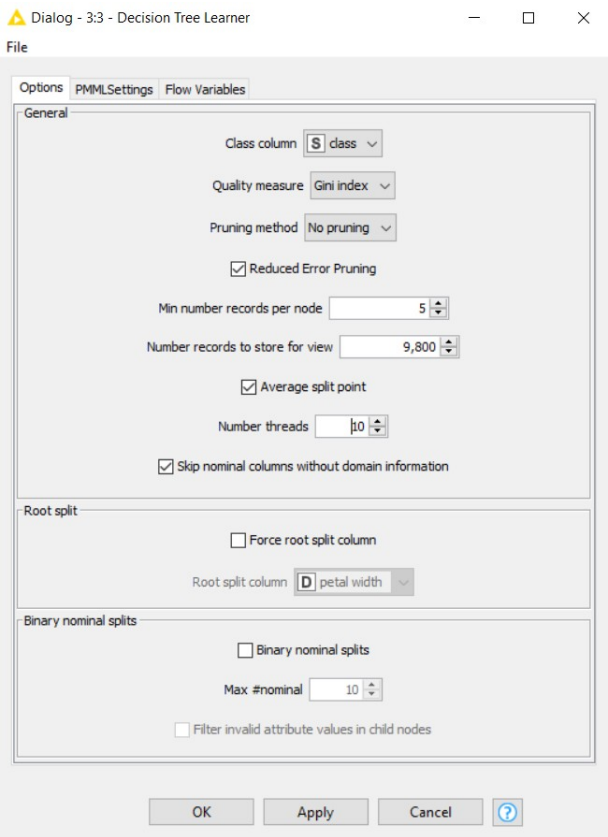 Dialog - 3:3 - Decision Tree Learner
File
Options PMMLSettings Flow Variables
General
Class column S class
Quality measure Gini index
Pruning method No pruning
Reduced Error Pruning
Min number records per node 5
Number records to store for view 9,800
Average split point
Number threads 10
Skip nominal columns without domain information
Root split
Force root split column
Root split column D petal width
Binary nominal splits
Binary nominal splits
Max #nominal 10
Filter invalid attribute values in child nodes
OK Apply Cancel ?